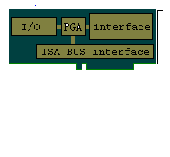 I/O PGA interface
ISA BUS interface